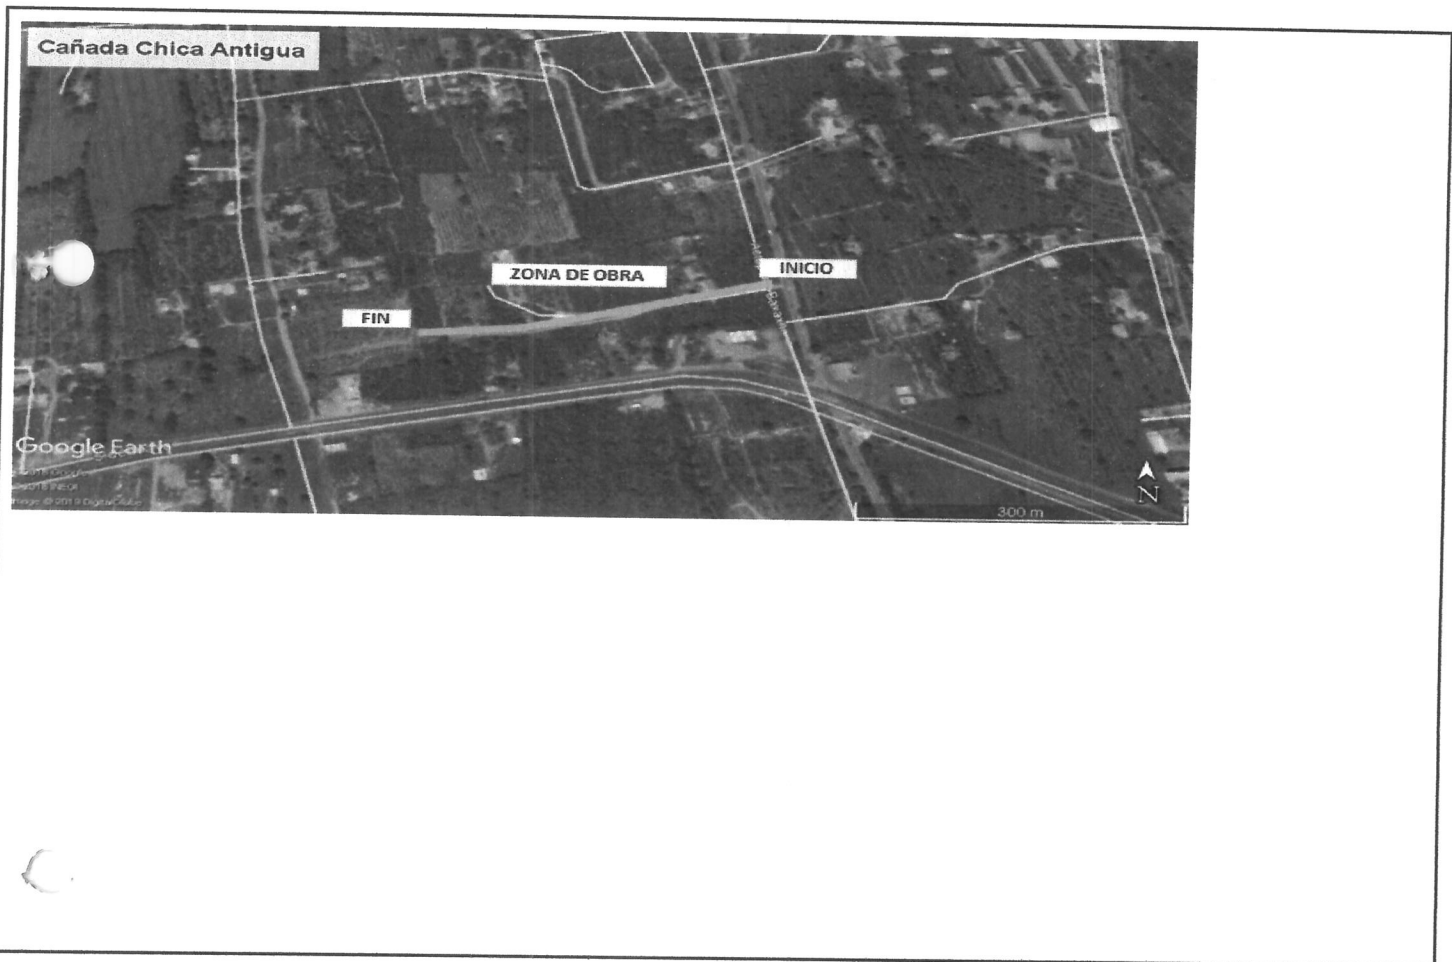 Cañada Chica Antigua
ZONA DE OBRA
INICIO
FIN
Google Earth
N
300 m